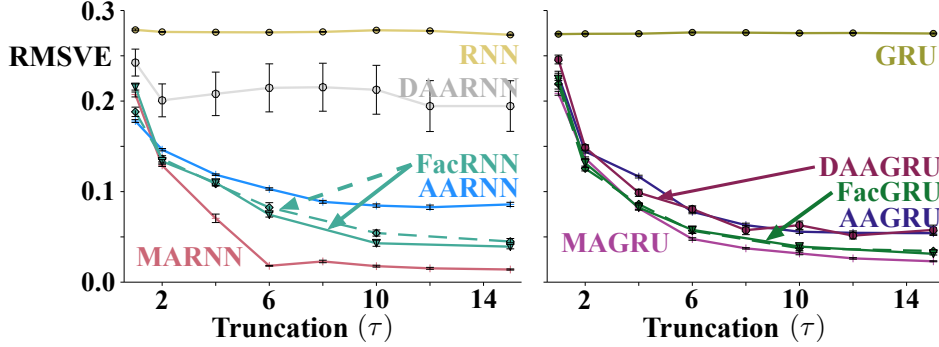 0.3
RMSVE
0.2
0.1
0.0
RNN
DAARNN
FacRNN
AARNN
MARNN
2
6
10
14
Truncation (τ)
GRU
DAAGRU
FacGRU
AAGRU
MAGRU
2
6
10
14
Truncation (τ)